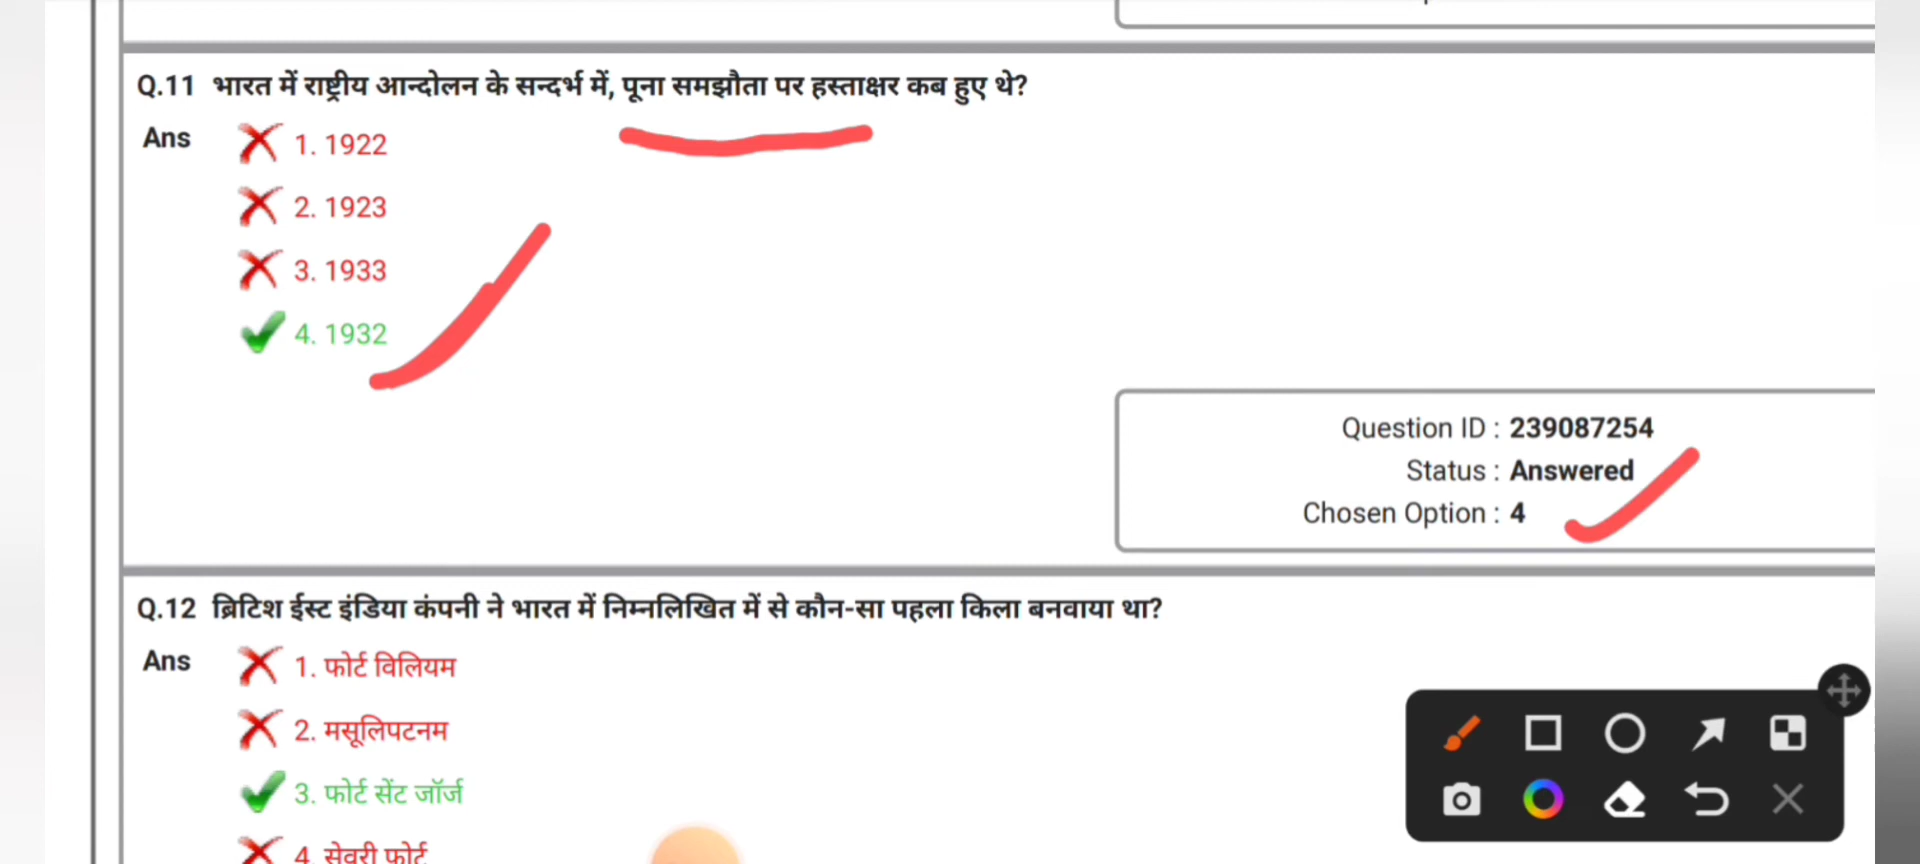 Q.11 भारत में राष्ट्रीय आन्दोलन के सन्दर्भ में, पूना समझौता पर हस्ताक्षर कब हुए थे?
Ans
1. 1922
2. 1923
3. 1933
4. 1932
Question ID : 239087254
Status : Answered
Chosen Option : 4
Q.12 ब्रिटिश ईस्ट इंडिया कंपनी ने भारत में निम्नलिखित में से कौन-सा पहला किला बनवाया था?
Ans
1. फोर्ट विलियम
2. मसूलिपटनम
3. फोर्ट सेंट जॉर्ज
4. सेवरी फोर्ट